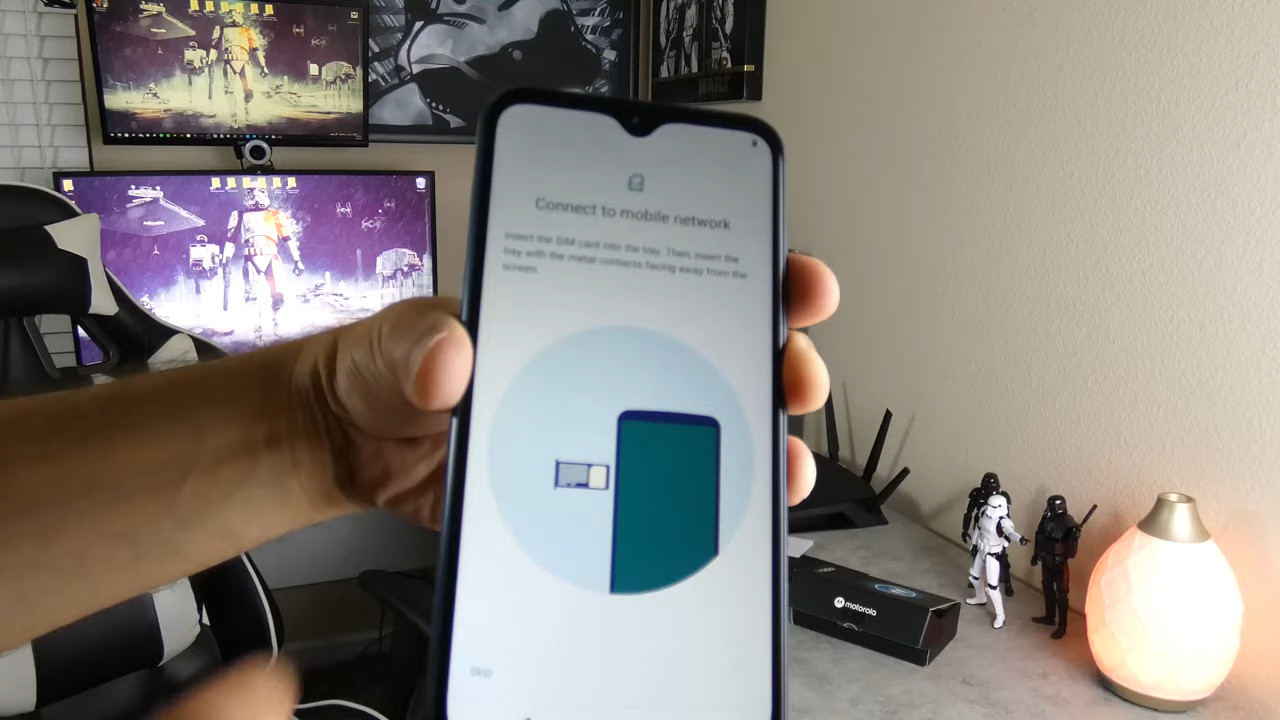 WARS
Connect to mobile network
Insert the SIM card into the tray. Then, insert the
tray with the metal contacts facing away from the
screen.
motorola
Skip